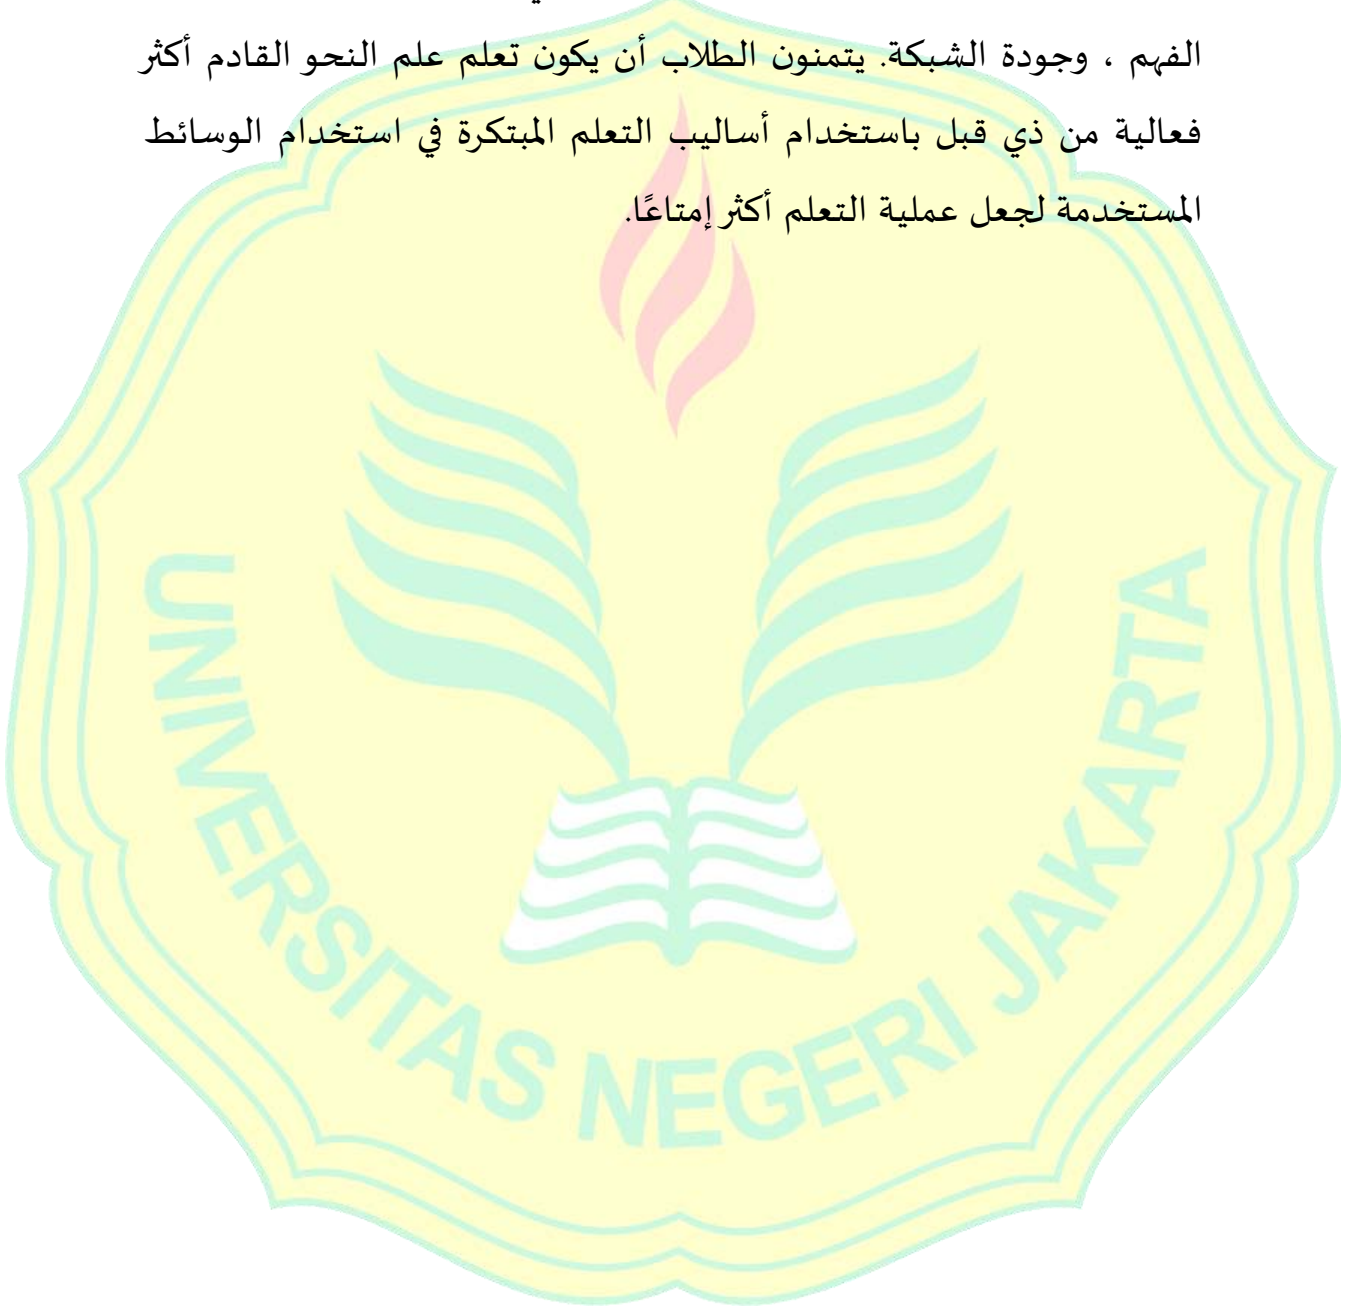 الفهم ، وجودة الشبكة. يتمنون الطلاب أن يكون تعلم علم النحو القادم أكثر
فعالية من ذي قبل باستخدام أساليب التعلم المبتكرة في استخدام الوسائط
المستخدمة لجعل عملية التعلم أكثر إمتاعًا.
UNIVERSITAS NEGERI JAKARTA